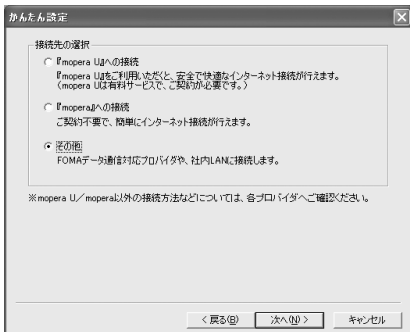 かんたん設定
接続先の選択
『mopera U』への接続
『mopera U』をご利用いただくと、安全で快適なインターネット接続が行えます。
(mopera Uは有料サービスで、ご契約が必要です。)
『mopera』への接続
ご契約不要で、簡単にインターネット接続が行えます。
その他
FOMAデータ通信対応プロバイダや、社内LANに接続します。
※mopera U/mopera以外の接続方法などについては、各プロバイダへご確認ください。
< 戻る(B)
次へ(N) >
キャンセル